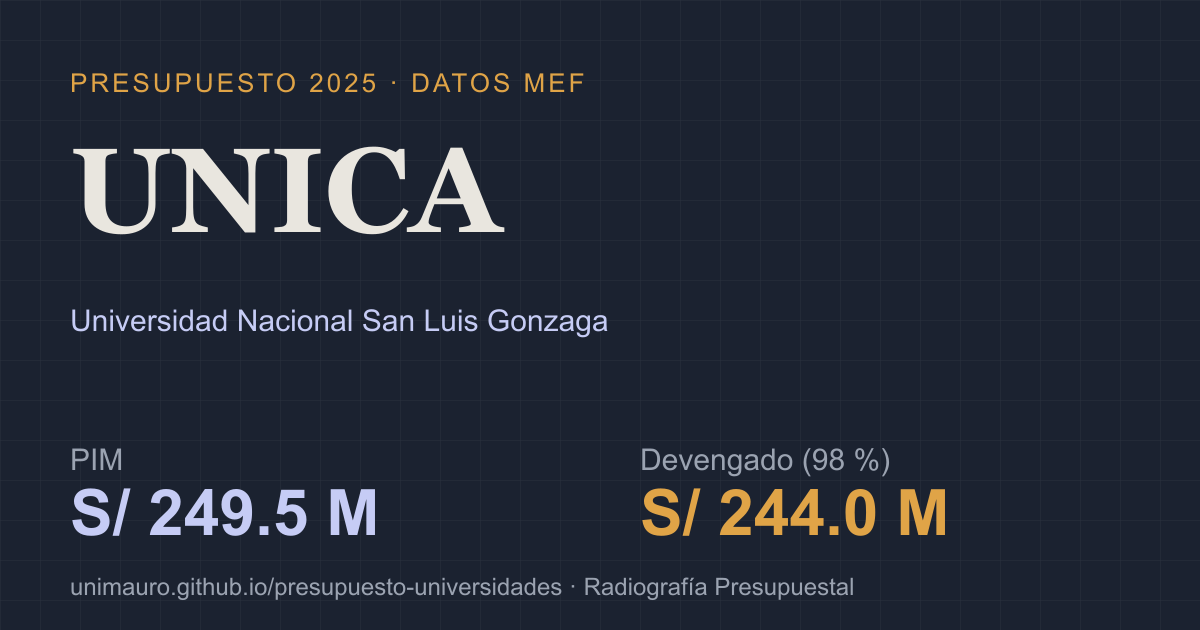 PRESUPUESTO 2025 · DATOS MEF
UNICA
Universidad Nacional San Luis Gonzaga
PIM
S/ 249.5 M
Devengado (98 %)
S/ 244.0 M
unimauro.github.io/presupuesto-universidades · Radiografía Presupuestal